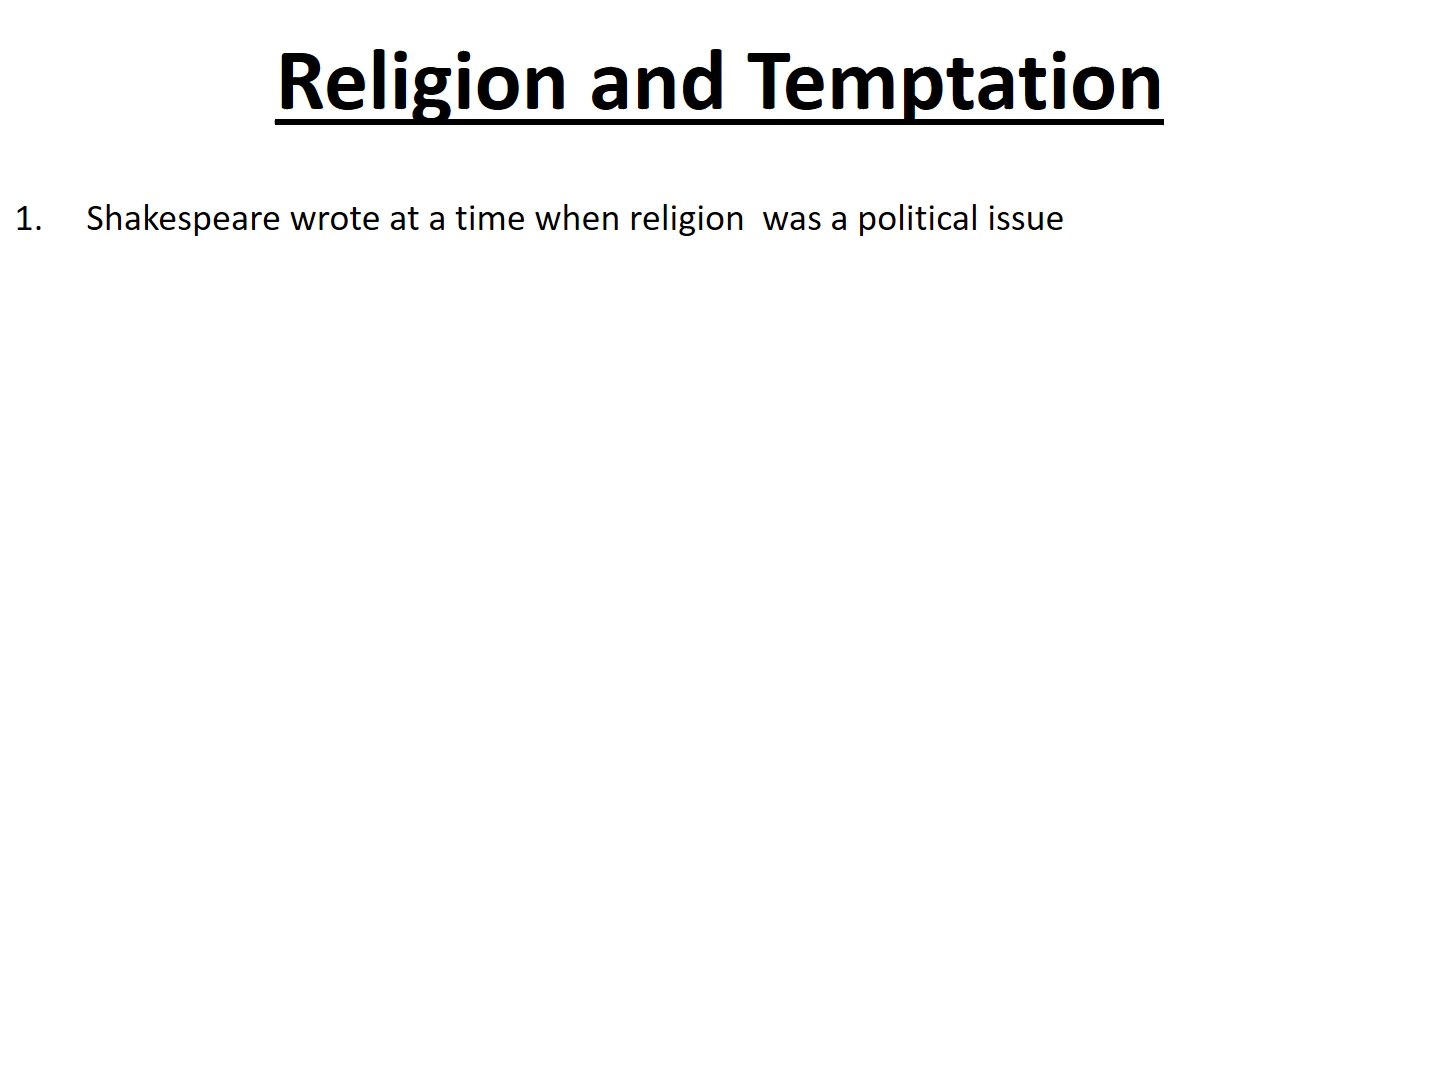 Religion and Temptation
1. Shakespeare wrote at a time when religion  was a political issue